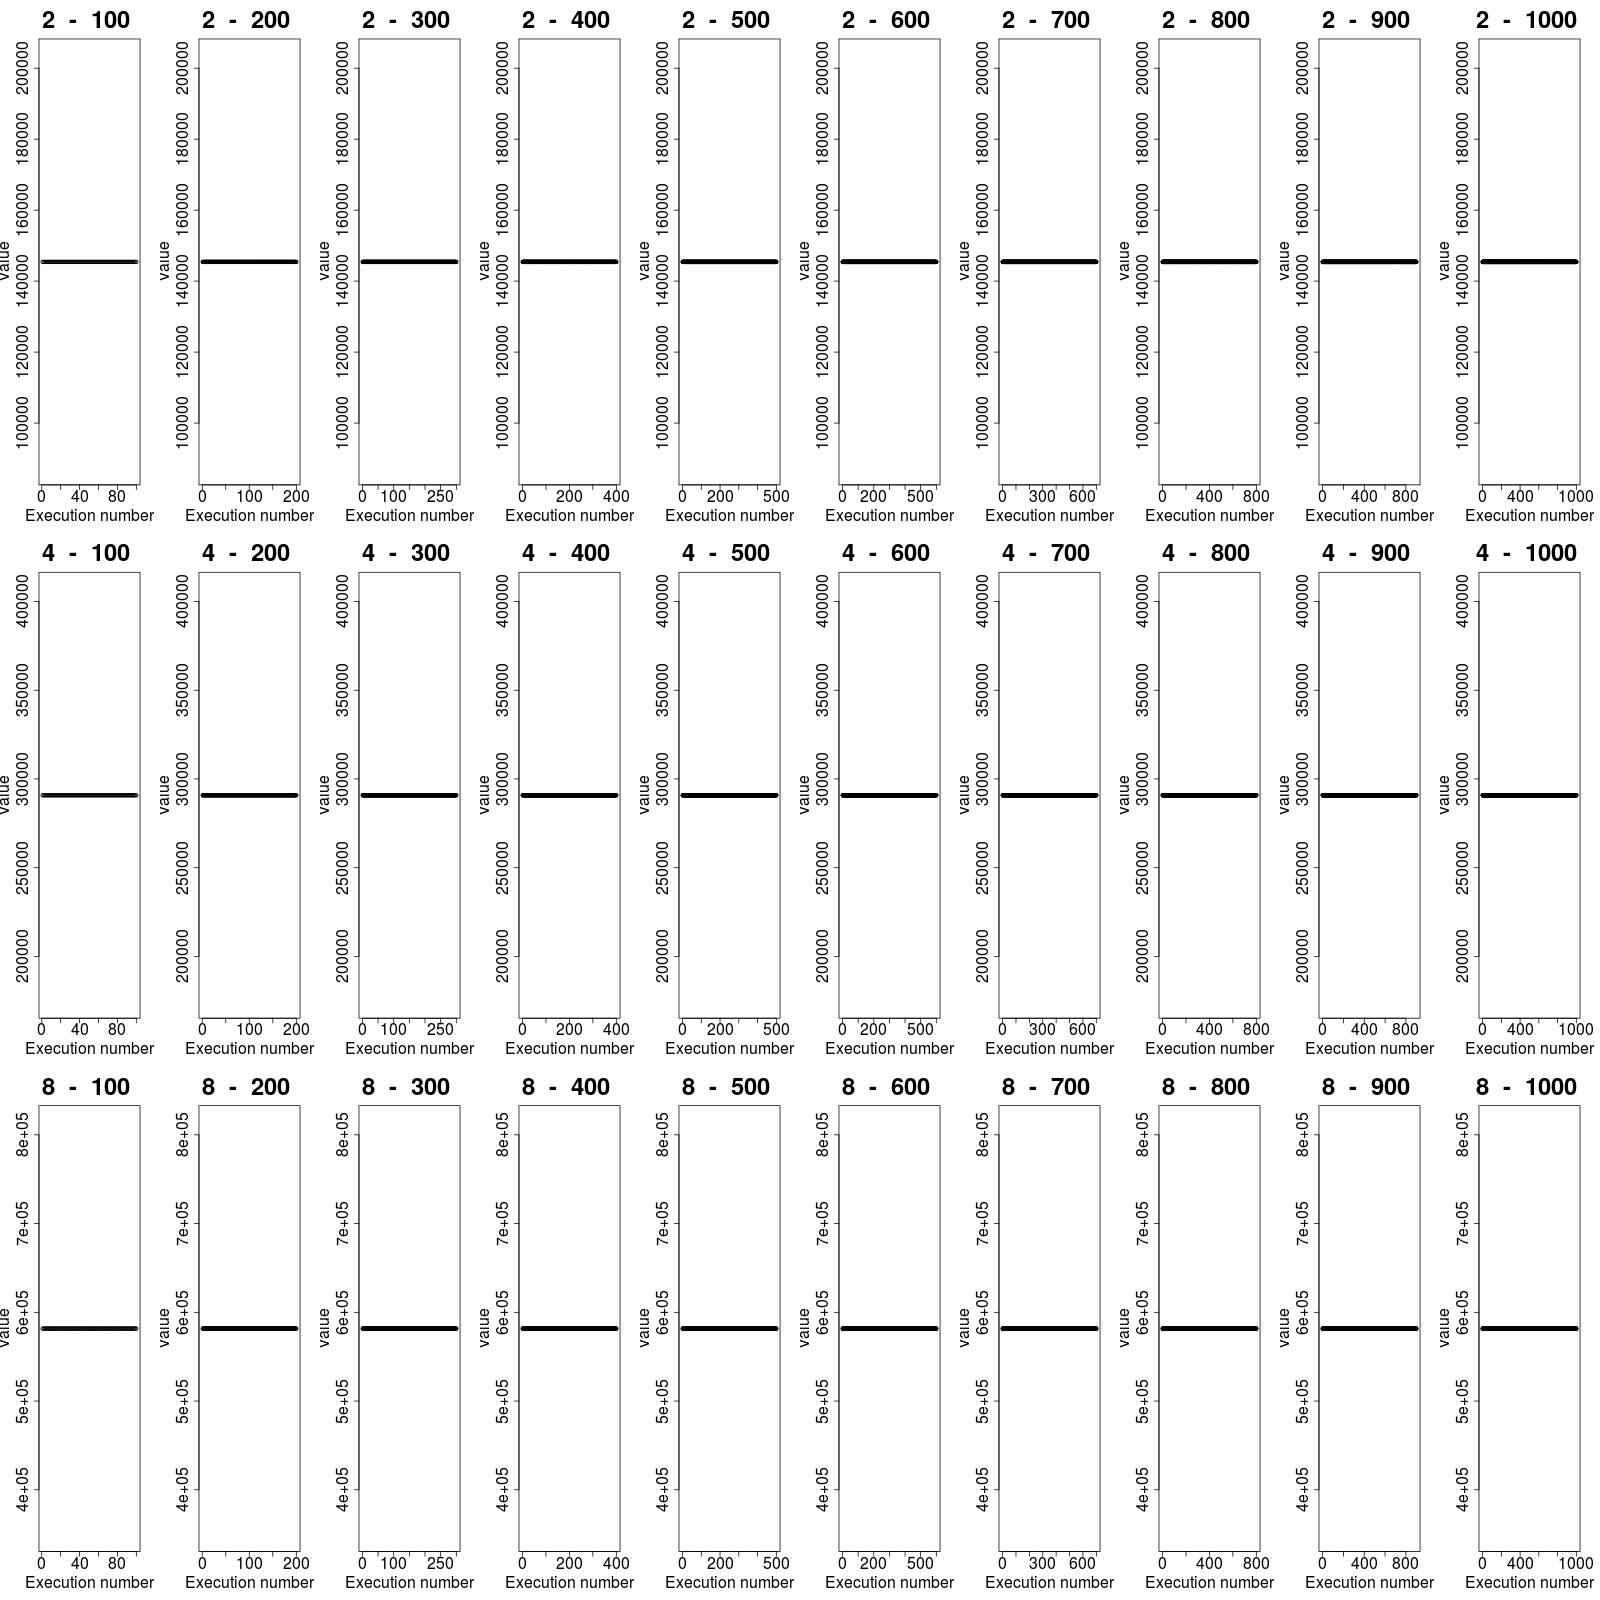 2 - 100 2 - 200 2 - 300 2 - 400 2 - 500 2 - 600 2 - 700 2 - 800 2 - 900 2 - 1000
value value value value value value value value value value
200000 200000 200000 200000 200000 200000 200000 200000 200000 200000
180000 180000 180000 180000 180000 180000 180000 180000 180000 180000
160000 160000 160000 160000 160000 160000 160000 160000 160000 160000
140000 140000 140000 140000 140000 140000 140000 140000 140000 140000
120000 120000 120000 120000 120000 120000 120000 120000 120000 120000
100000 100000 100000 100000 100000 100000 100000 100000 100000 100000
0 40 80 0 100 200 0 100 250 0 200 400 0 200 500 0 200 500 0 300 600 0 400 800 0 400 800 0 400 1000
Execution number Execution number Execution number Execution number Execution number Execution number Execution number Execution number Execution number Execution number
4 - 100 4 - 200 4 - 300 4 - 400 4 - 500 4 - 600 4 - 700 4 - 800 4 - 900 4 - 1000
value value value value value value value value value value
400000 400000 400000 400000 400000 400000 400000 400000 400000 400000
350000 350000 350000 350000 350000 350000 350000 350000 350000 350000
300000 300000 300000 300000 300000 300000 300000 300000 300000 300000
250000 250000 250000 250000 250000 250000 250000 250000 250000 250000
200000 200000 200000 200000 200000 200000 200000 200000 200000 200000
0 40 80 0 100 200 0 100 250 0 200 400 0 200 500 0 200 500 0 300 600 0 400 800 0 400 800 0 400 1000
Execution number Execution number Execution number Execution number Execution number Execution number Execution number Execution number Execution number Execution number
8 - 100 8 - 200 8 - 300 8 - 400 8 - 500 8 - 600 8 - 700 8 - 800 8 - 900 8 - 1000
value value value value value value value value value value
8e+05 8e+05 8e+05 8e+05 8e+05 8e+05 8e+05 8e+05 8e+05 8e+05
7e+05 7e+05 7e+05 7e+05 7e+05 7e+05 7e+05 7e+05 7e+05 7e+05
6e+05 6e+05 6e+05 6e+05 6e+05 6e+05 6e+05 6e+05 6e+05 6e+05
5e+05 5e+05 5e+05 5e+05 5e+05 5e+05 5e+05 5e+05 5e+05 5e+05
4e+05 4e+05 4e+05 4e+05 4e+05 4e+05 4e+05 4e+05 4e+05 4e+05
0 40 80 0 100 200 0 100 250 0 200 400 0 200 500 0 200 500 0 300 600 0 400 800 0 400 800 0 400 1000
Execution number Execution number Execution number Execution number Execution number Execution number Execution number Execution number Execution number Execution number